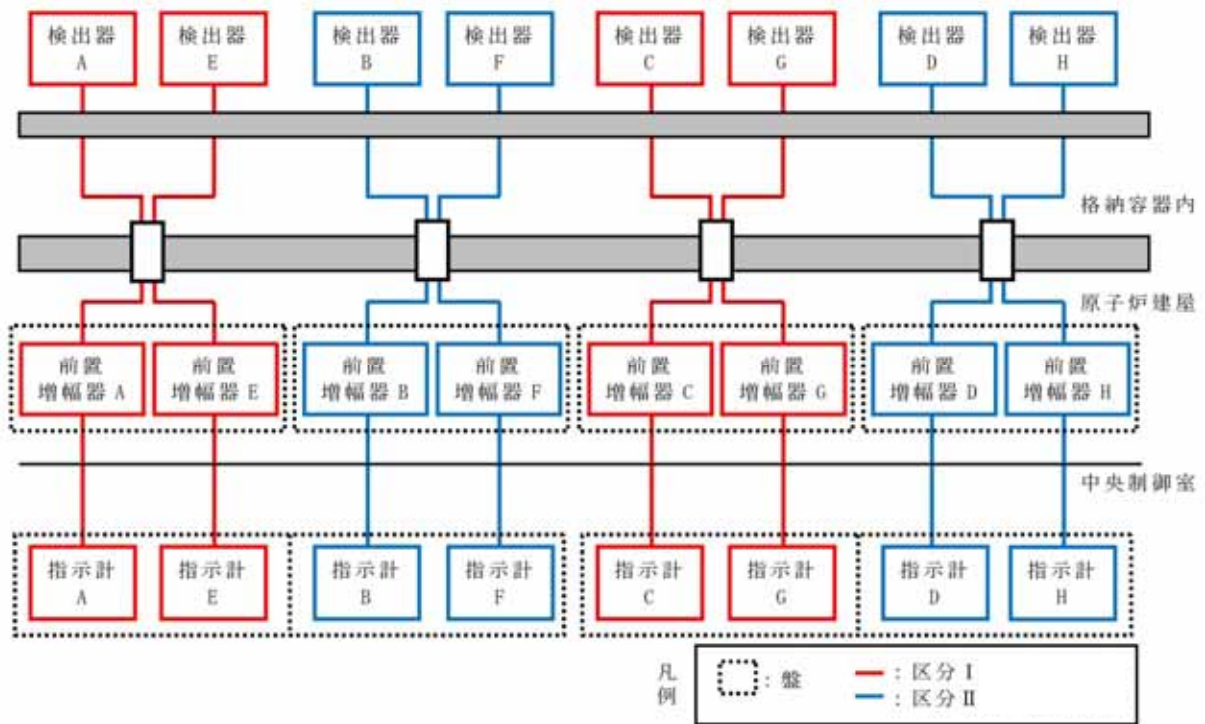 検出器
A
検出器
E
検出器
B
検出器
F
検出器
C
検出器
G
検出器
D
検出器
H
格納容器内
原子炉建屋
前置
増幅器 A
前置
増幅器 E
前置
増幅器 B
前置
増幅器 F
前置
増幅器 C
前置
増幅器 G
前置
増幅器 D
前置
増幅器 H
中央制御室
指示計
A
指示計
E
指示計
B
指示計
F
指示計
C
指示計
G
指示計
D
指示計
H
凡例
: 盤
: 区分 I
: 区分 II